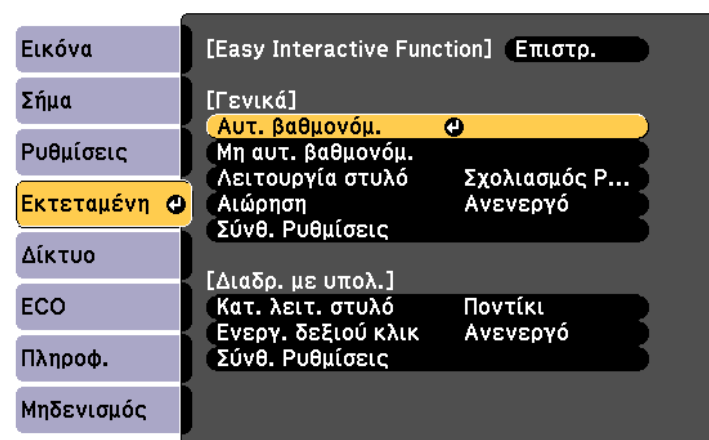 Εικόνα
Σήμα
Ρυθμίσεις
Εκτεταμένη
Δίκτυο
ECO
Πληροφ.
Μηδενισμός
[Easy Interactive Function] Επιστρ.
[Γενικά]
Αυτ. βαθμονόμ.
Μη αυτ. βαθμονόμ.
Λειτουργία στυλό Σχολιασμός Ρ...
Αιώρηση Ανενεργό
Σύνθ. Ρυθμίσεις
[Διαδρ. με υπολ.]
Κατ. λειτ. στυλό Ποντίκι
Ενεργ. δεξιού κλικ Ανενεργό
Σύνθ. Ρυθμίσεις